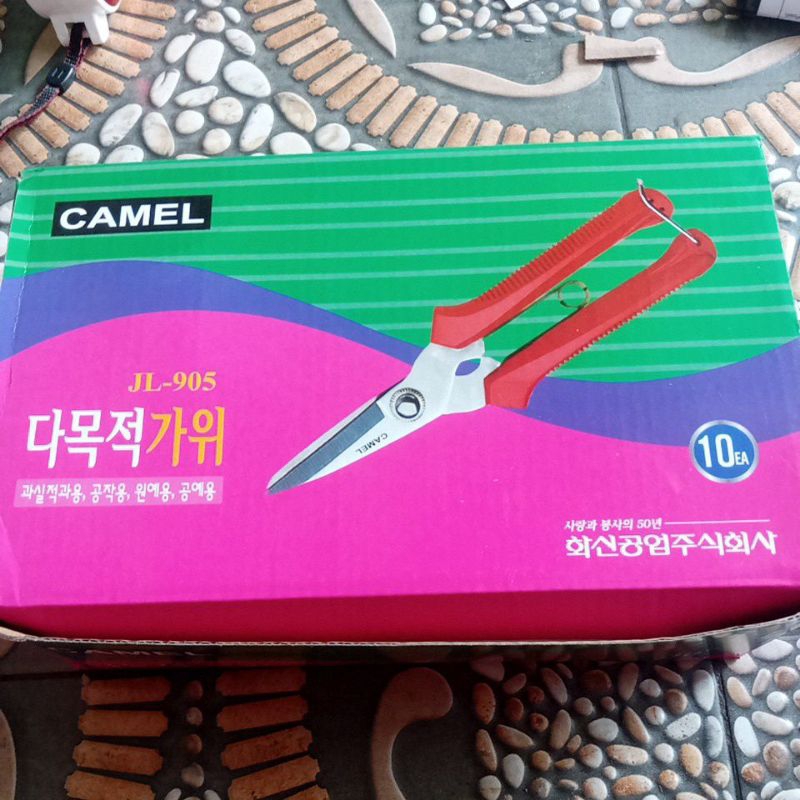 CAMEL
JL-905
다목적가위
과실적과용, 공작용, 원예용, 공예용
CAMEL
10EA
사랑과 봉사의 50년
화신공업주식회사
CAMEL